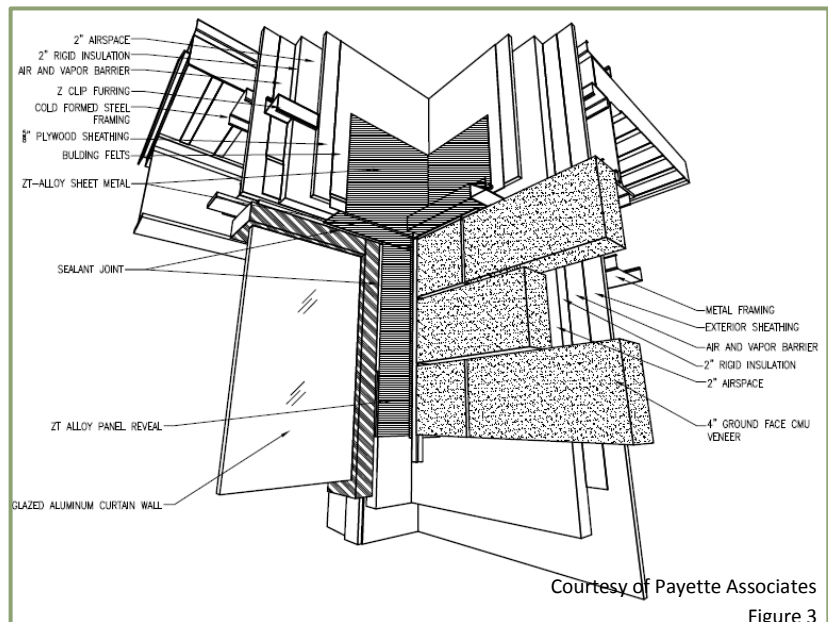 2" AIRSPACE
2" RIGID INSULATION
AIR AND VAPOR BARRIER
Z CLIP FURRING
COLD FORMED STEEL
FRAMING
5/8" PLYWOOD SHEATHING
BULDING FELTS
ZT-ALLOY SHEET METAL
SEALANT JOINT
ZT ALLOY PANEL REVEAL
GLAZED ALUMINUM CURTAIN WALL
METAL FRAMING
EXTERIOR SHEATHING
AIR AND VAPOR BARRIER
2" RIGID INSULATION
2" AIRSPACE
4" GROUND FACE CMU
VENEER
Courtesy of Payette Associates
Figure 3